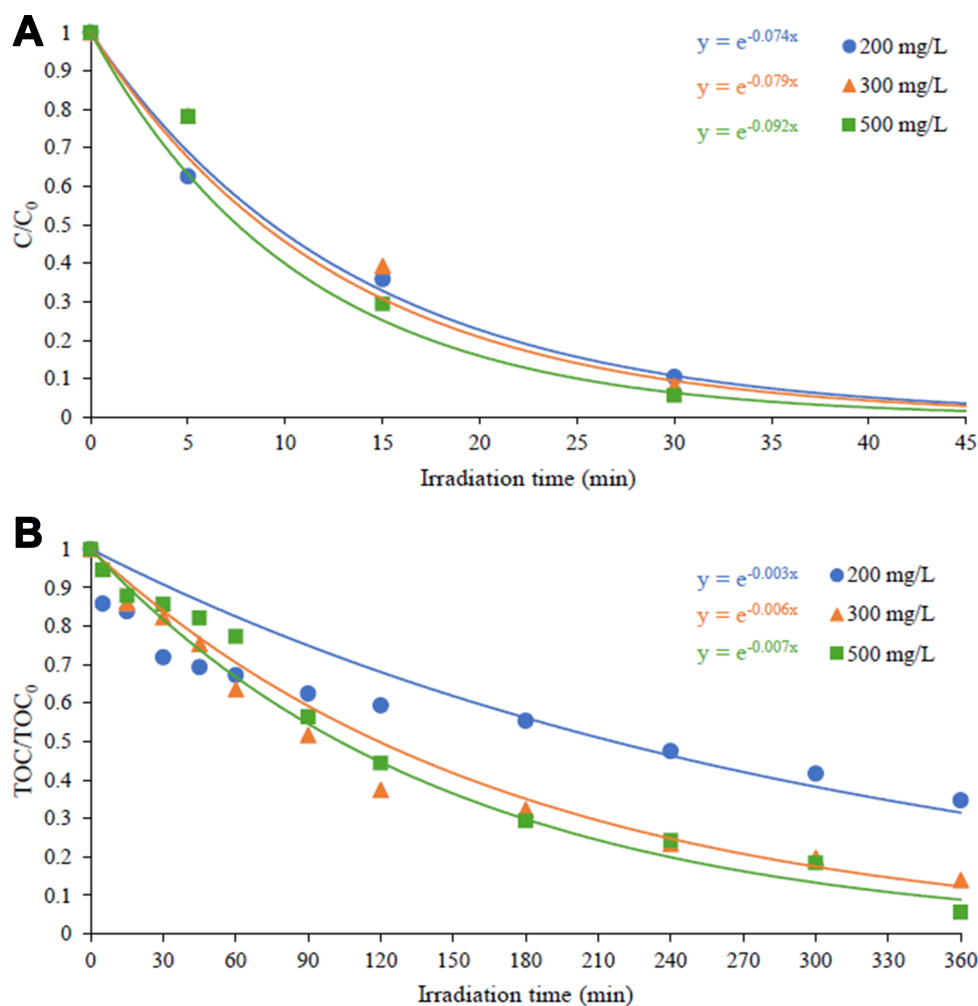 A
y = e^-0.074x
200 mg/L
y = e^-0.079x
300 mg/L
y = e^-0.092x
500 mg/L
1
0.9
0.8
0.7
0.6
0.5
0.4
0.3
0.2
0.1
0
C/C₀
0 5 10 15 20 25 30 35 40 45
Irradiation time (min)
B
y = e^-0.003x
200 mg/L
y = e^-0.006x
300 mg/L
y = e^-0.007x
500 mg/L
1
0.9
0.8
0.7
0.6
0.5
0.4
0.3
0.2
0.1
0
TOC/TOC₀
0 30 60 90 120 150 180 210 240 270 300 330 360
Irradiation time (min)